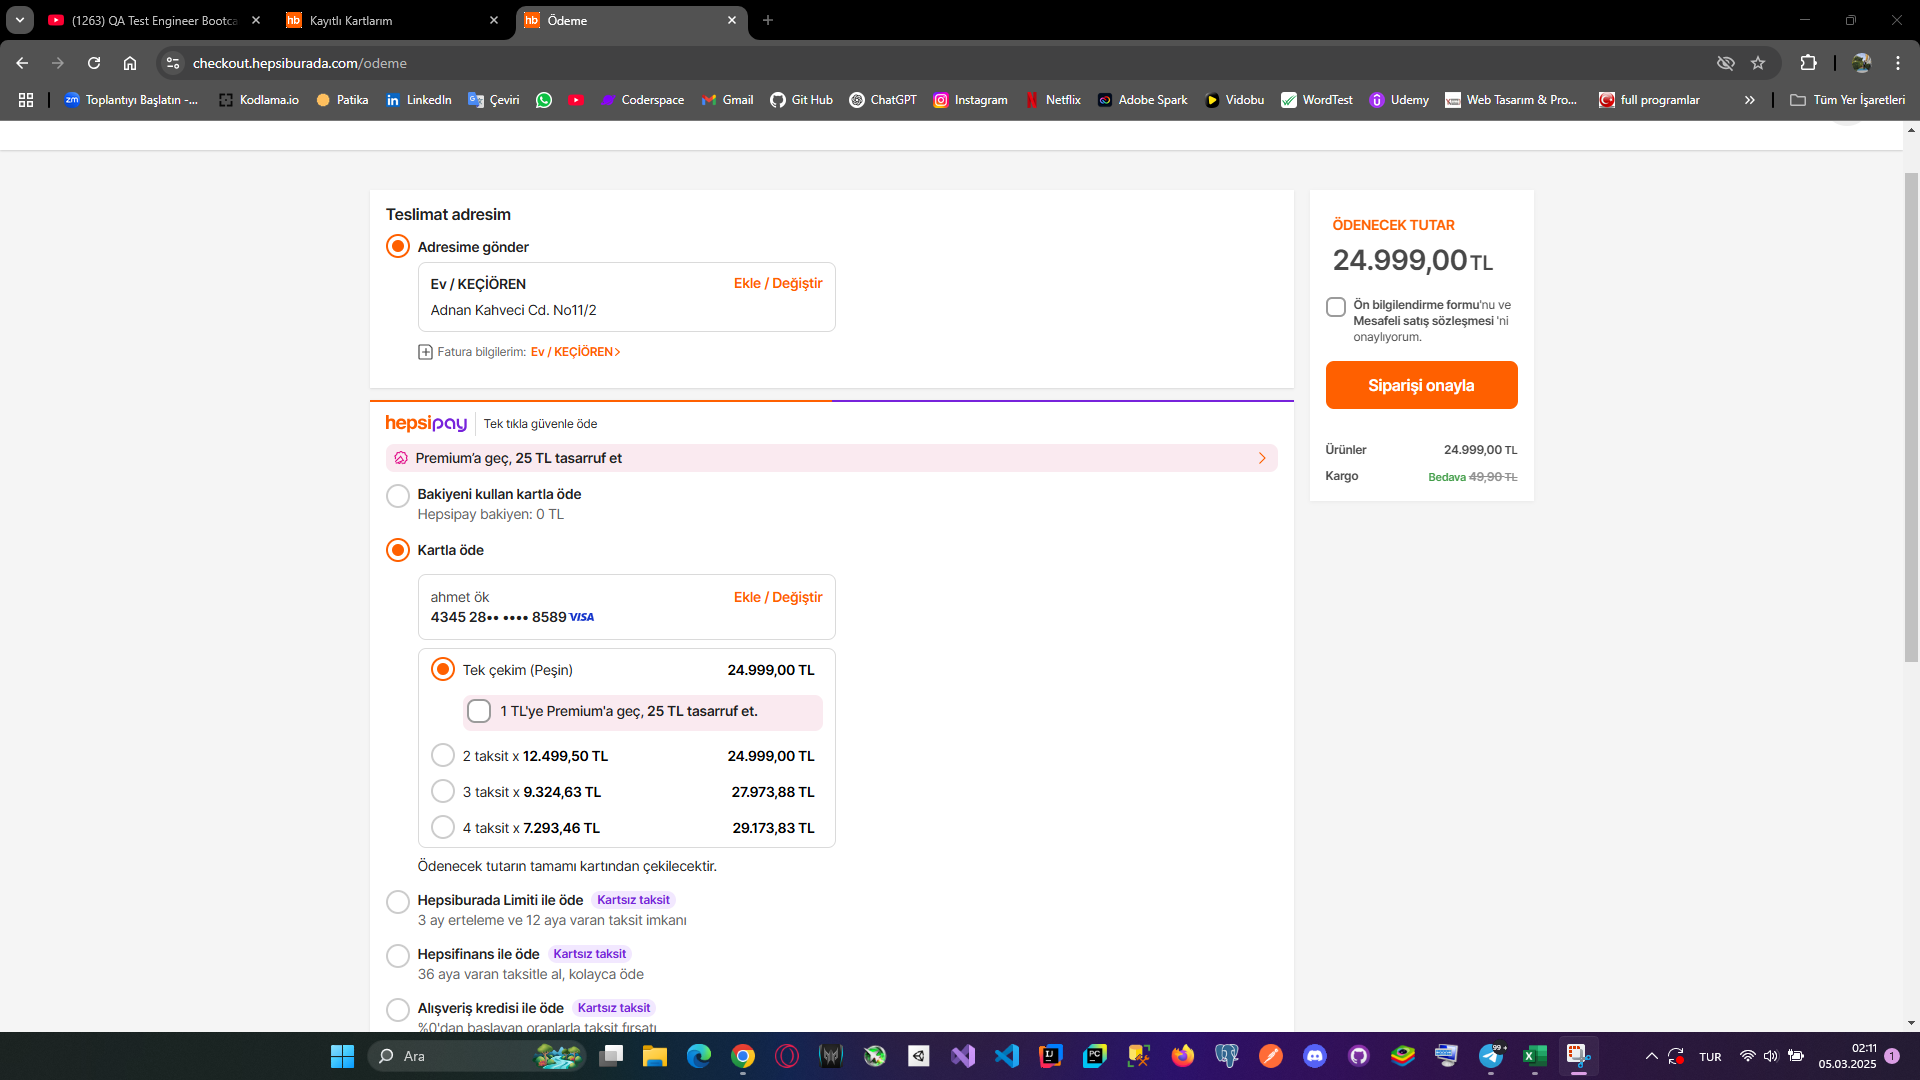 (1263) QA Test Engineer Bootca
Kayıtlı Kartlarım
Ödeme
checkout.hepsiburada.com/odeme
Toplantıyı Başlatın -...
Kodlama.io
Patika
LinkedIn
Çeviri
Coderspace
Gmail
Git Hub
ChatGPT
Instagram
Netflix
Adobe Spark
Vidobu
WordTest
Udemy
Web Tasarım & Pro...
full programlar
Tüm Yer İşaretleri
Teslimat adresim
Adresime gönder
Ev / KEÇİÖREN
Ekle / Değiştir
Adnan Kahveci Cd. No11/2
Fatura bilgilerim: Ev / KEÇİÖREN
hepsipay Tek tıkla güvenle öde
Premium’a geç, 25 TL tasarruf et
Bakiyeni kullan kartla öde
Hepsipay bakiyen: 0 TL
Kartla öde
ahmet ök
Ekle / Değiştir
4345 28•• •••• 8589 VISA
Tek çekim (Peşin) 24.999,00 TL
1 TL'ye Premium'a geç, 25 TL tasarruf et.
2 taksit x 12.499,50 TL 24.999,00 TL
3 taksit x 9.324,63 TL 27.973,88 TL
4 taksit x 7.293,46 TL 29.173,83 TL
Ödenecek tutarın tamamı kartından çekilecektir.
Hepsiburada Limiti ile öde Kartsız taksit
3 ay erteleme ve 12 aya varan taksit imkanı
Hepsifinans ile öde Kartsız taksit
36 aya varan taksitle al, kolayca öde
Alışveriş kredisi ile öde Kartsız taksit
%0'dan başlayan oranlarla taksit fırsatı
ÖDENECEK TUTAR
24.999,00 TL
Ön bilgilendirme formu'nu ve
Mesafeli satış sözleşmesi 'ni
onaylıyorum.
Siparişi onayla
Ürünler 24.999,00 TL
Kargo Bedava 49,90 TL
Ara
TUR
02:11
05.03.2025
1